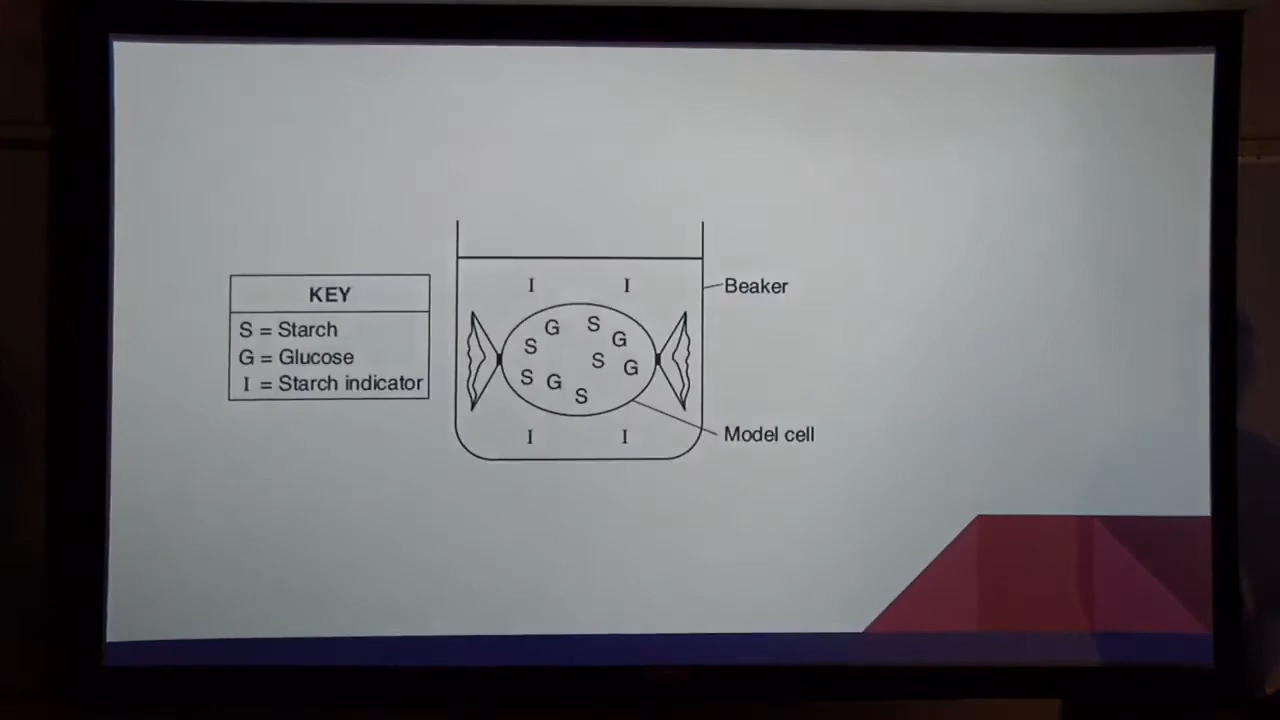 KEY
S = Starch
G = Glucose
I = Starch indicator
I I
G S
S G
S G
S G
S
I I
Beaker
Model cell